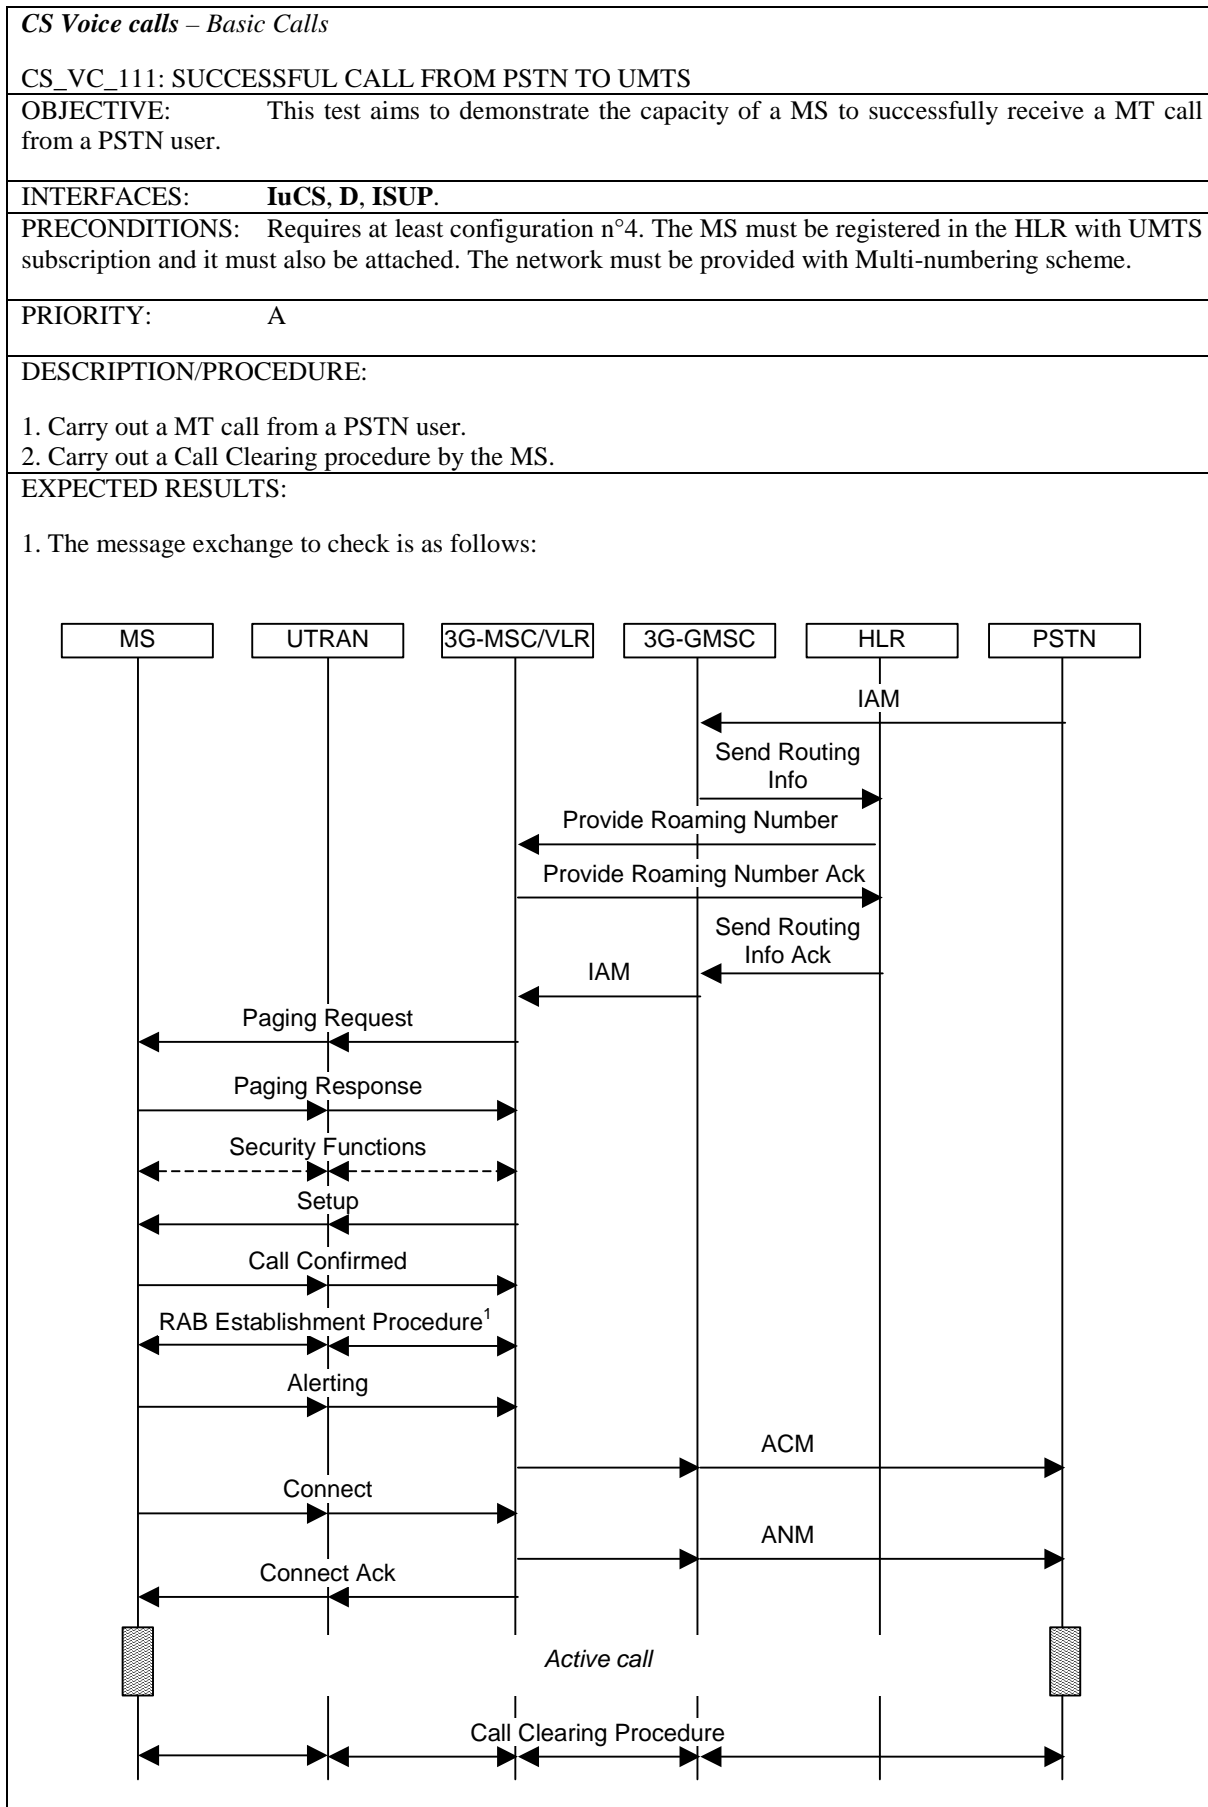 CS Voice calls – Basic Calls
CS_VC_111: SUCCESSFUL CALL FROM PSTN TO UMTS
OBJECTIVE: This test aims to demonstrate the capacity of a MS to successfully receive a MT call
from a PSTN user.
INTERFACES: IuCS, D, ISUP.
PRECONDITIONS: Requires at least configuration n°4. The MS must be registered in the HLR with UMTS
subscription and it must also be attached. The network must be provided with Multi-numbering scheme.
PRIORITY: A
DESCRIPTION/PROCEDURE:
1. Carry out a MT call from a PSTN user.
2. Carry out a Call Clearing procedure by the MS.
EXPECTED RESULTS:
1. The message exchange to check is as follows:
MS UTRAN 3G-MSC/VLR 3G-GMSC HLR PSTN
IAM
Send Routing
Info
Provide Roaming Number
Provide Roaming Number Ack
Send Routing
Info Ack
IAM
Paging Request
Paging Response
Security Functions
Setup
Call Confirmed
RAB Establishment Procedure¹
Alerting
ACM
Connect
ANM
Connect Ack
Active call
Call Clearing Procedure